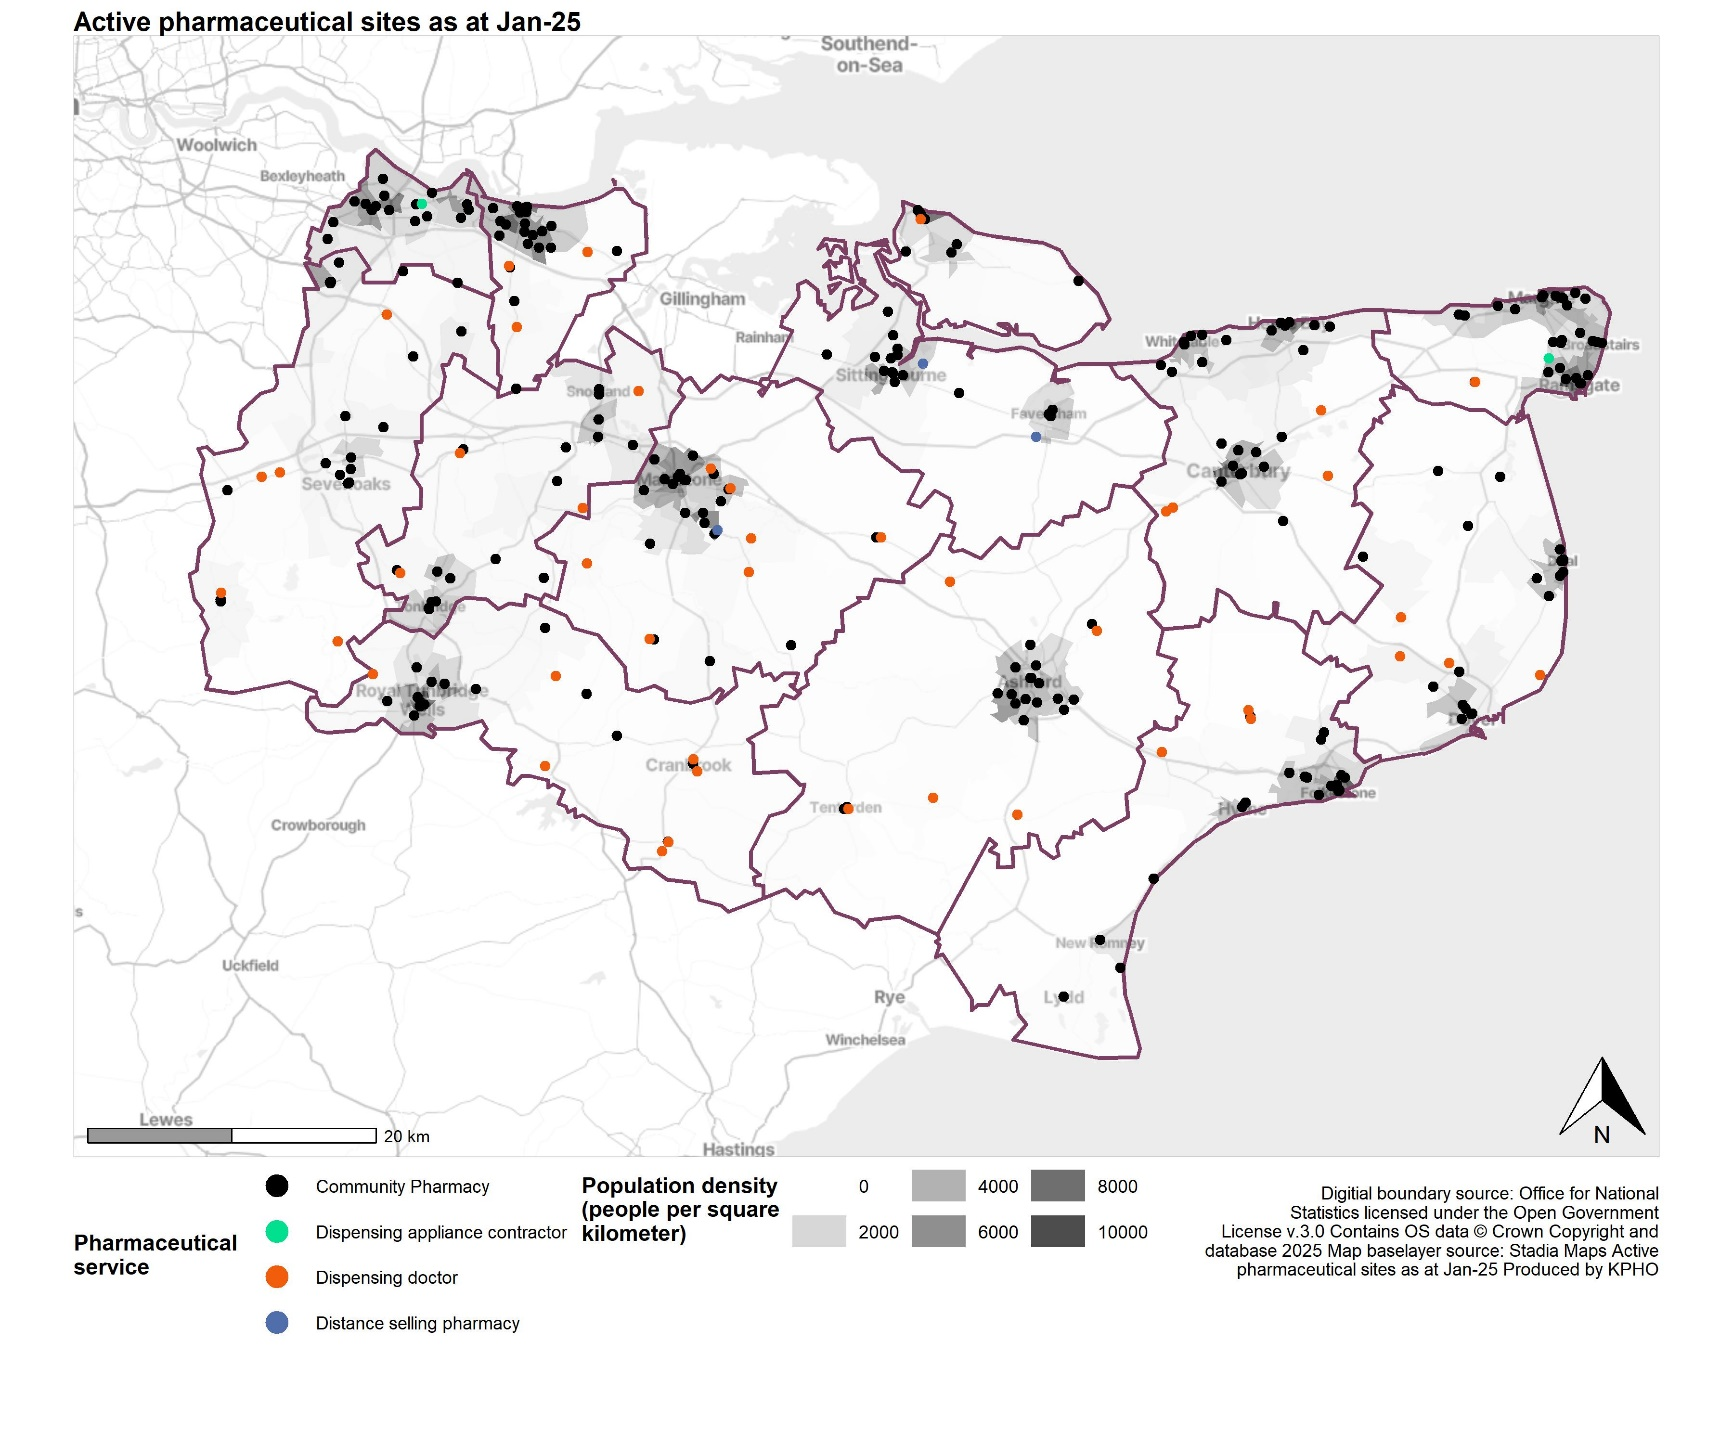 Active pharmaceutical sites as at Jan-25
Southend-
on-Sea
Woolwich
Bexleyheath
Gillingham
Rainham
Snodland
Sittingbourne
Faversham
Canterbury
Ramsgate
Sevenoaks
Tonbridge
Royal Tunbridge
Wells
Ashford
Cranbrook
Tenterden
Crowborough
New Romney
Lydd
Uckfield
Rye
Winchelsea
Lewes
Hastings
20 km
N
Pharmaceutical
service
Community Pharmacy
Dispensing appliance contractor
Dispensing doctor
Distance selling pharmacy
Population density
(people per square
kilometer)
0
2000
4000
6000
8000
10000
Digitial boundary source: Office for National
Statistics licensed under the Open Government
License v.3.0 Contains OS data © Crown Copyright and
database 2025 Map baselayer source: Stadia Maps Active
pharmaceutical sites as at Jan-25 Produced by KPHO